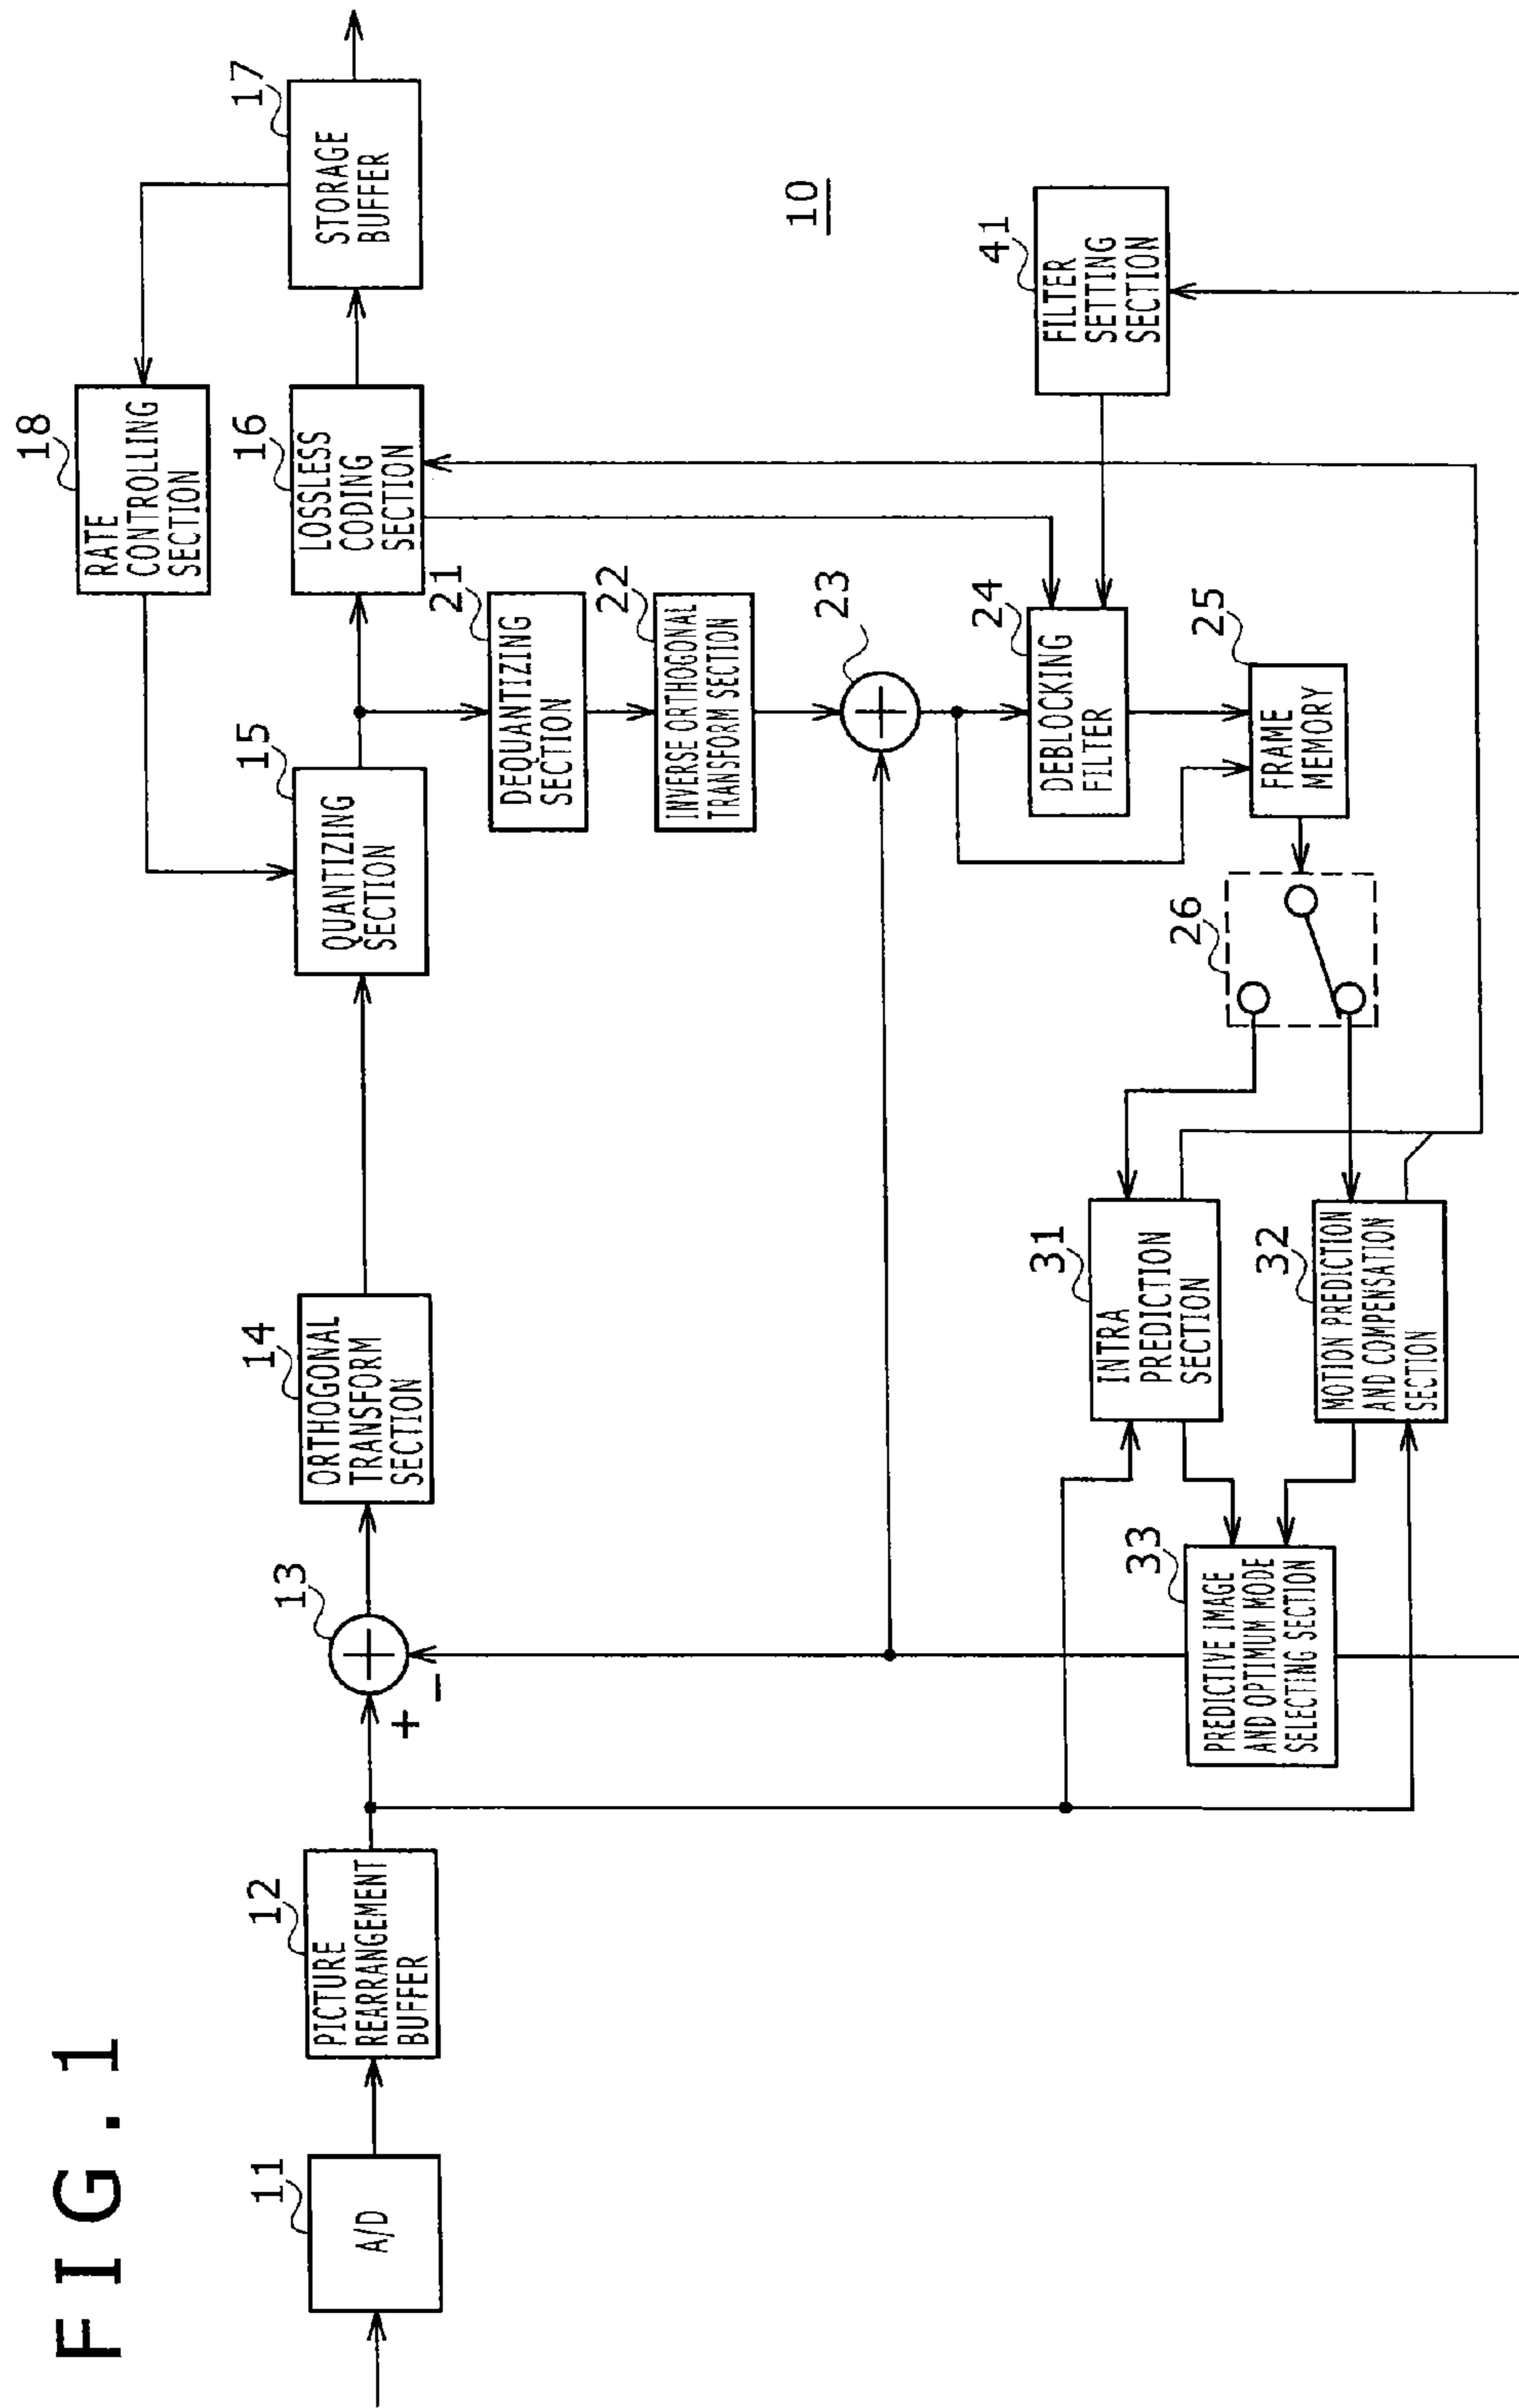 FIG.1
11
A/D
12
PICTURE
REARRANGEMENT
BUFFER
13
+
-
14
ORTHOGONAL
TRANSFORM
SECTION
15
QUANTIZING
SECTION
18
RATE
CONTROLLING
SECTION
16
LOSSLESS
CODING
SECTION
17
STORAGE
BUFFER
21
DEQUANTIZING
SECTION
22
INVERSE ORTHOGONAL
TRANSFORM SECTION
23
10
24
DEBLOCKING
FILTER
41
FILTER
SETTING
SECTION
25
FRAME
MEMORY
26
31
INTRA
PREDICTION
SECTION
32
MOTION PREDICTION
AND COMPENSATION
SECTION
33
PREDICTIVE IMAGE
AND OPTIMUM MODE
SELECTING SECTION